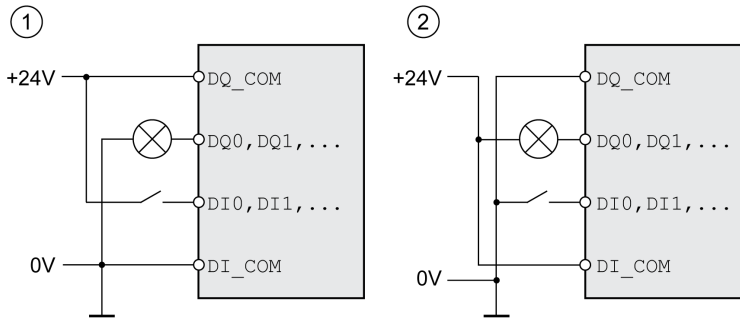 1
+24V
DQ_COM
DQ0,DQ1,...
DI0,DI1,...
0V
DI_COM
2
+24V
DQ_COM
DQ0,DQ1,...
DI0,DI1,...
DI_COM
0V